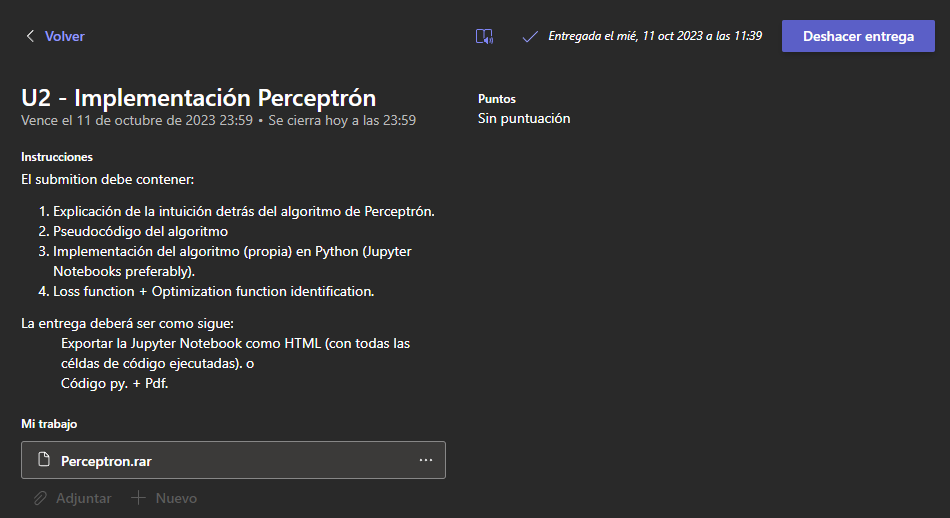 Volver
Entregada el mié, 11 oct 2023 a las 11:39
Deshacer entrega
U2 - Implementación Perceptrón
Vence el 11 de octubre de 2023 23:59 • Se cierra hoy a las 23:59
Puntos
Sin puntuación
Instrucciones
El submition debe contener:
1. Explicación de la intuición detrás del algoritmo de Perceptrón.
2. Pseudocódigo del algoritmo
3. Implementación del algoritmo (propia) en Python (Jupyter
Notebooks preferably).
4. Loss function + Optimization function identification.
La entrega deberá ser como sigue:
Exportar la Jupyter Notebook como HTML (con todas las
céldas de código ejecutadas). o
Código py. + Pdf.
Mi trabajo
Perceptron.rar
Adjuntar
Nuevo